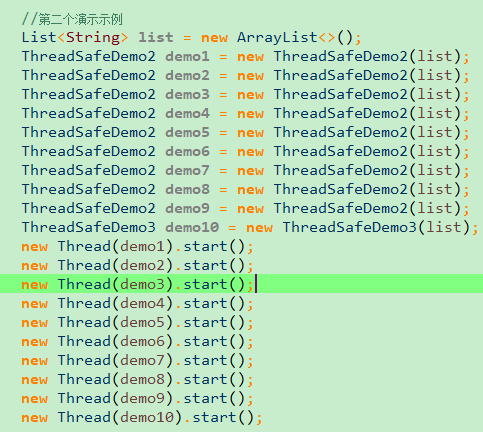 //第二个演示示例
List<String> list = new ArrayList<>();
ThreadSafeDemo2 demo1 = new ThreadSafeDemo2(list);
ThreadSafeDemo2 demo2 = new ThreadSafeDemo2(list);
ThreadSafeDemo2 demo3 = new ThreadSafeDemo2(list);
ThreadSafeDemo2 demo4 = new ThreadSafeDemo2(list);
ThreadSafeDemo2 demo5 = new ThreadSafeDemo2(list);
ThreadSafeDemo2 demo6 = new ThreadSafeDemo2(list);
ThreadSafeDemo2 demo7 = new ThreadSafeDemo2(list);
ThreadSafeDemo2 demo8 = new ThreadSafeDemo2(list);
ThreadSafeDemo2 demo9 = new ThreadSafeDemo2(list);
ThreadSafeDemo3 demo10 = new ThreadSafeDemo3(list);
new Thread(demo1).start();
new Thread(demo2).start();
new Thread(demo3).start();
new Thread(demo4).start();
new Thread(demo5).start();
new Thread(demo6).start();
new Thread(demo7).start();
new Thread(demo8).start();
new Thread(demo9).start();
new Thread(demo10).start();